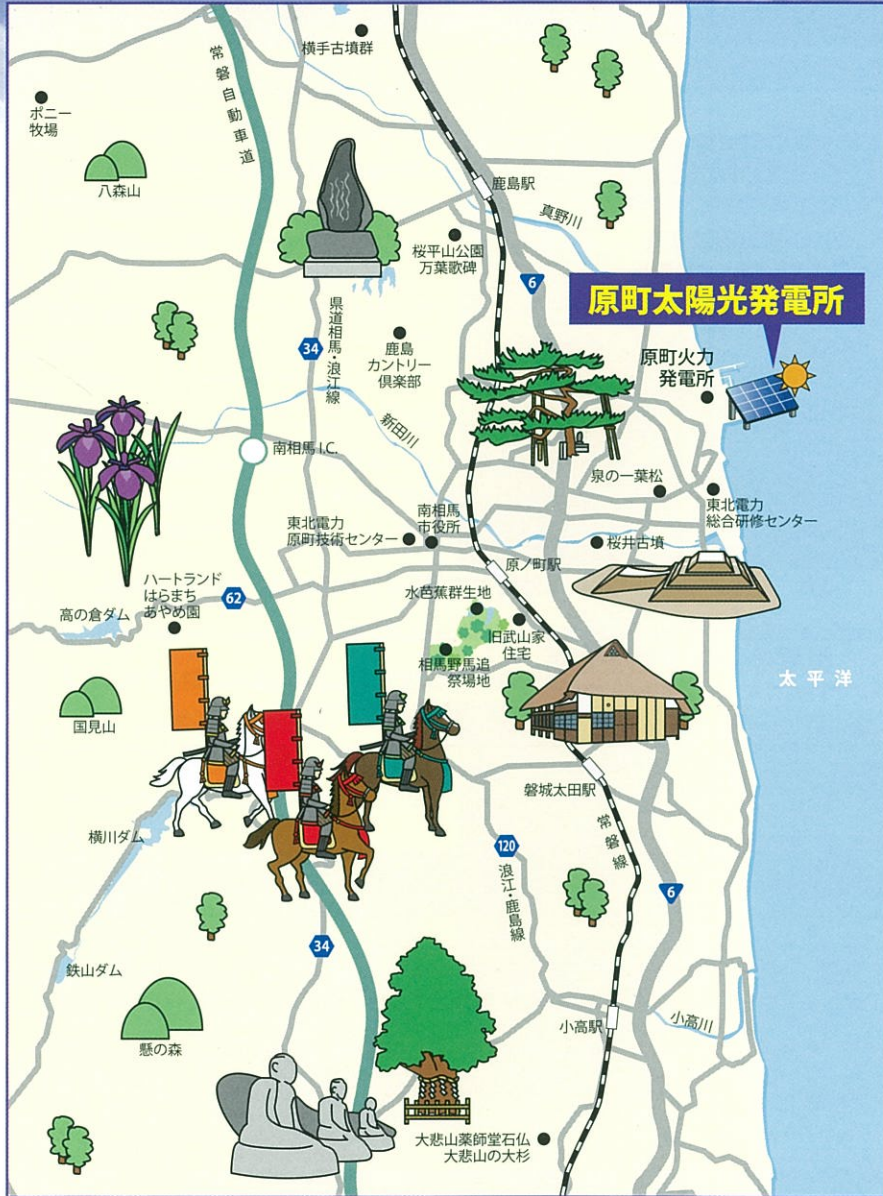 横手古墳群
常磐自動車道
ポニー
牧場
八森山
鹿島駅
真野川
桜平山公園
万葉歌碑
6
原町太陽光発電所
県道相馬・浪江線
34
鹿島
カントリー
倶楽部
原町火力
発電所
新田川
南相馬I.C.
泉の一葉松
東北電力
総合研修センター
南相馬
市役所
東北電力
原町技術センター
桜井古墳
原ノ町駅
ハートランド
はらまち
あやめ園
62
高の倉ダム
水芭蕉群生地
旧武山家
住宅
相馬野馬追
祭場地
太平洋
国見山
磐城太田駅
横川ダム
常磐線
120
浪江・鹿島線
6
34
鉄山ダム
小高駅
小高川
懸の森
大悲山薬師堂石仏
大悲山の大杉